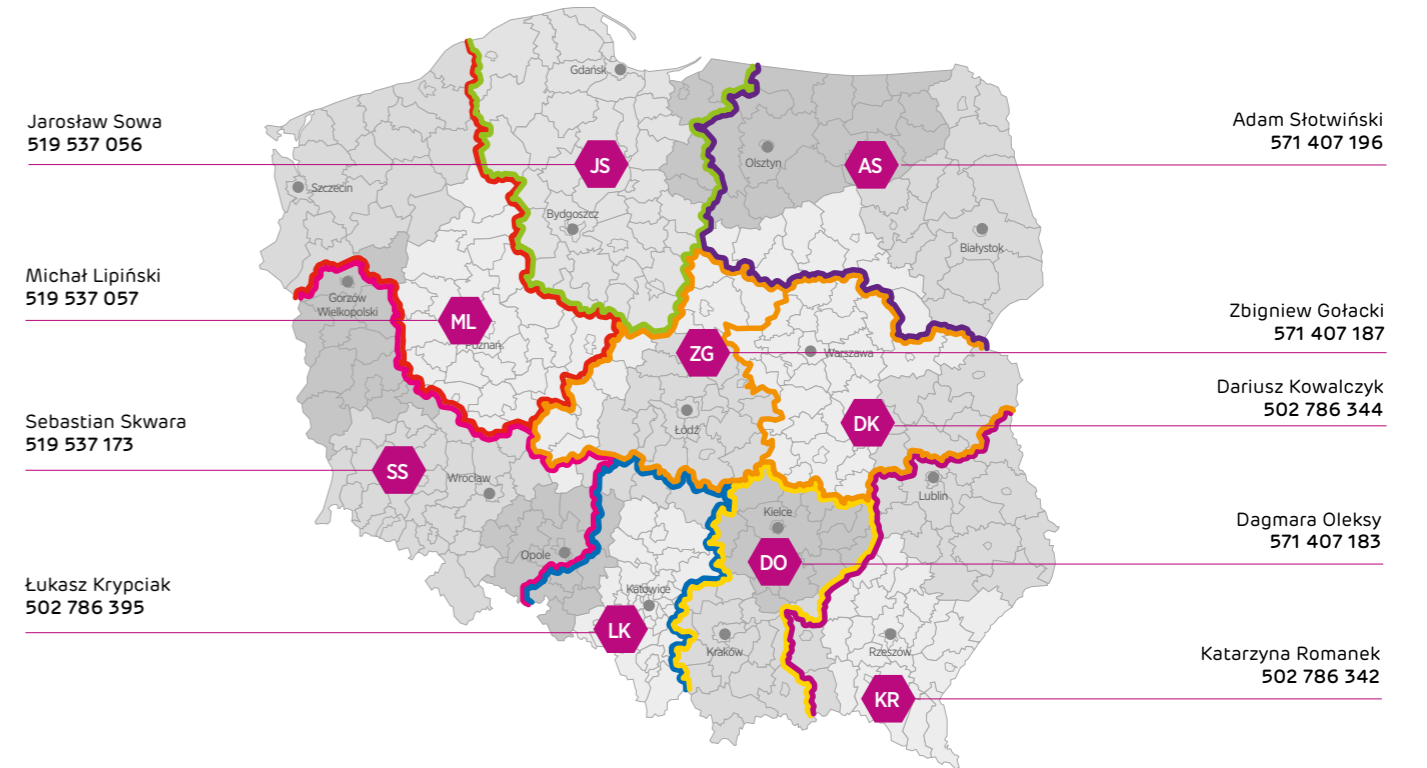 Jarosław Sowa
519 537 056
Michał Lipiński
519 537 057
Sebastian Skwara
519 537 173
Łukasz Krypciak
502 786 395
Gdańsk
JS
Olsztyn
AS
Szczecin
Bydgoszcz
Białystok
Gorzów
Wielkopolski
ML
Poznań
ZG
Warszawa
Łódź
DK
SS
Wrocław
Lublin
Kielce
Opole
DO
Katowice
LK
Kraków
Rzeszów
KR
Adam Słotwiński
571 407 196
Zbigniew Gołacki
571 407 187
Dariusz Kowalczyk
502 786 344
Dagmara Oleksy
571 407 183
Katarzyna Romanek
502 786 342